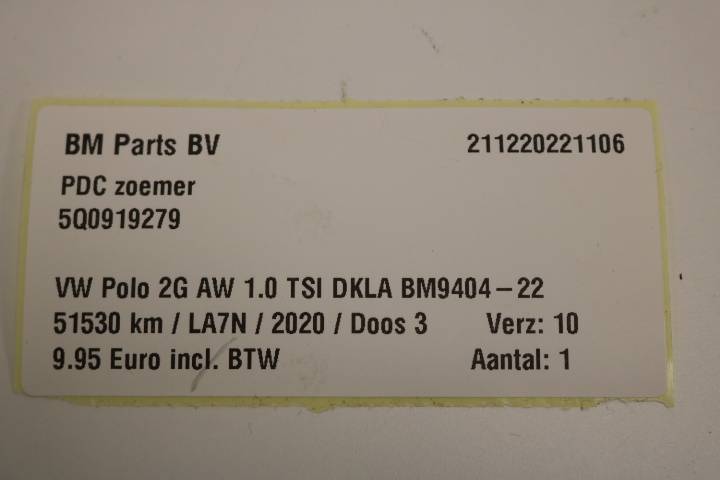 BM Parts BV 211220221106
PDC zoemer
5Q0919279
VW Polo 2G AW 1.0 TSI DKLA BM9404-22
51530 km / LA7N / 2020 / Doos 3 Verz: 10
9.95 Euro incl. BTW Aantal: 1